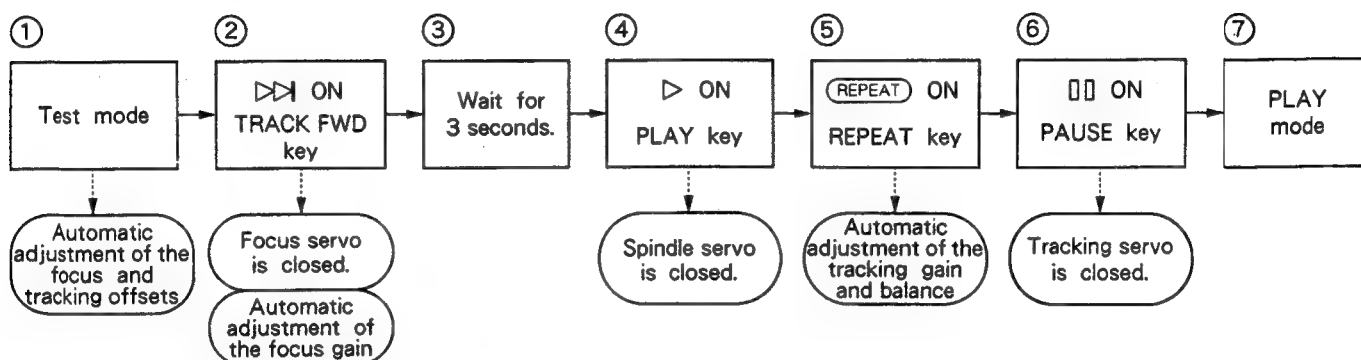 ①
Test mode
Automatic
adjustment of the
focus and
tracking offsets
②
▷▷| ON
TRACK FWD
key
Focus servo
is closed.
Automatic
adjustment of
the focus gain
③
Wait for
3 seconds.
④
▷ ON
PLAY key
Spindle servo
is closed.
⑤
REPEAT ON
REPEAT key
Automatic
adjustment of the
tracking gain
and balance
⑥
▯▯ ON
PAUSE key
Tracking servo
is closed.
⑦
PLAY
mode